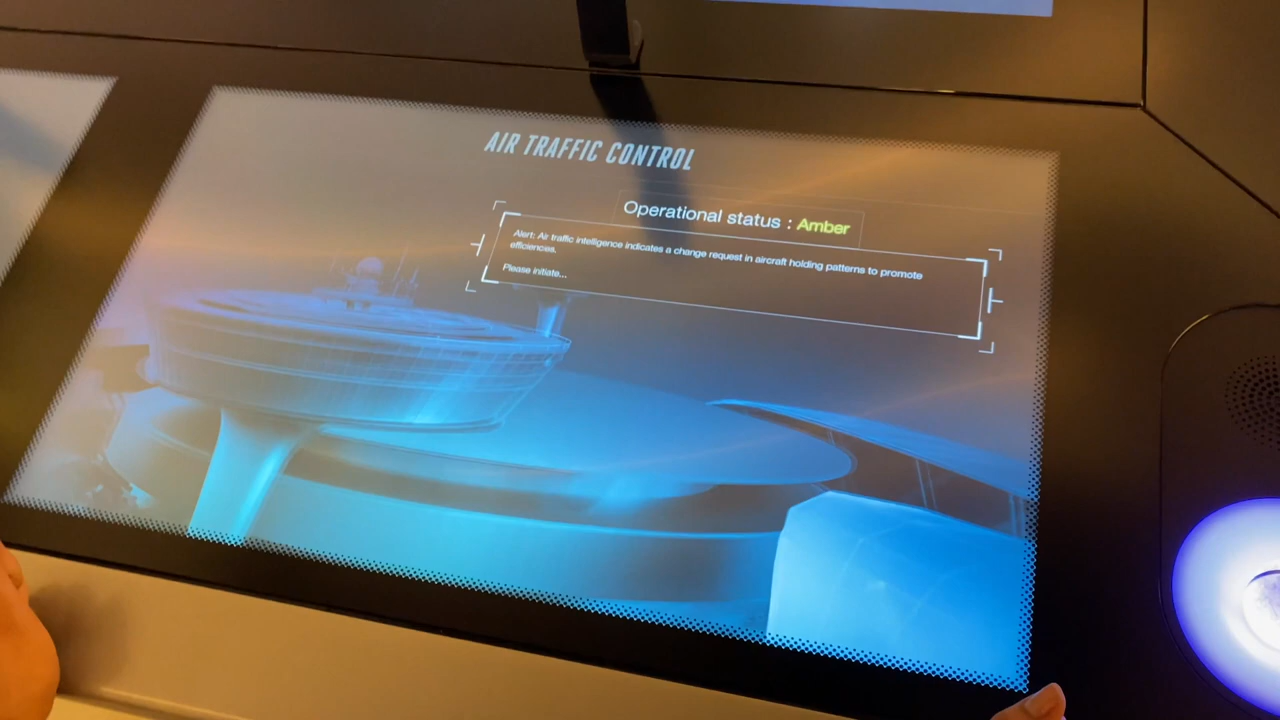 AIR TRAFFIC CONTROL
Operational status : Amber
Alert: Air traffic intelligence indicates a change request in aircraft holding patterns to promote
efficiencies.
Please initiate...